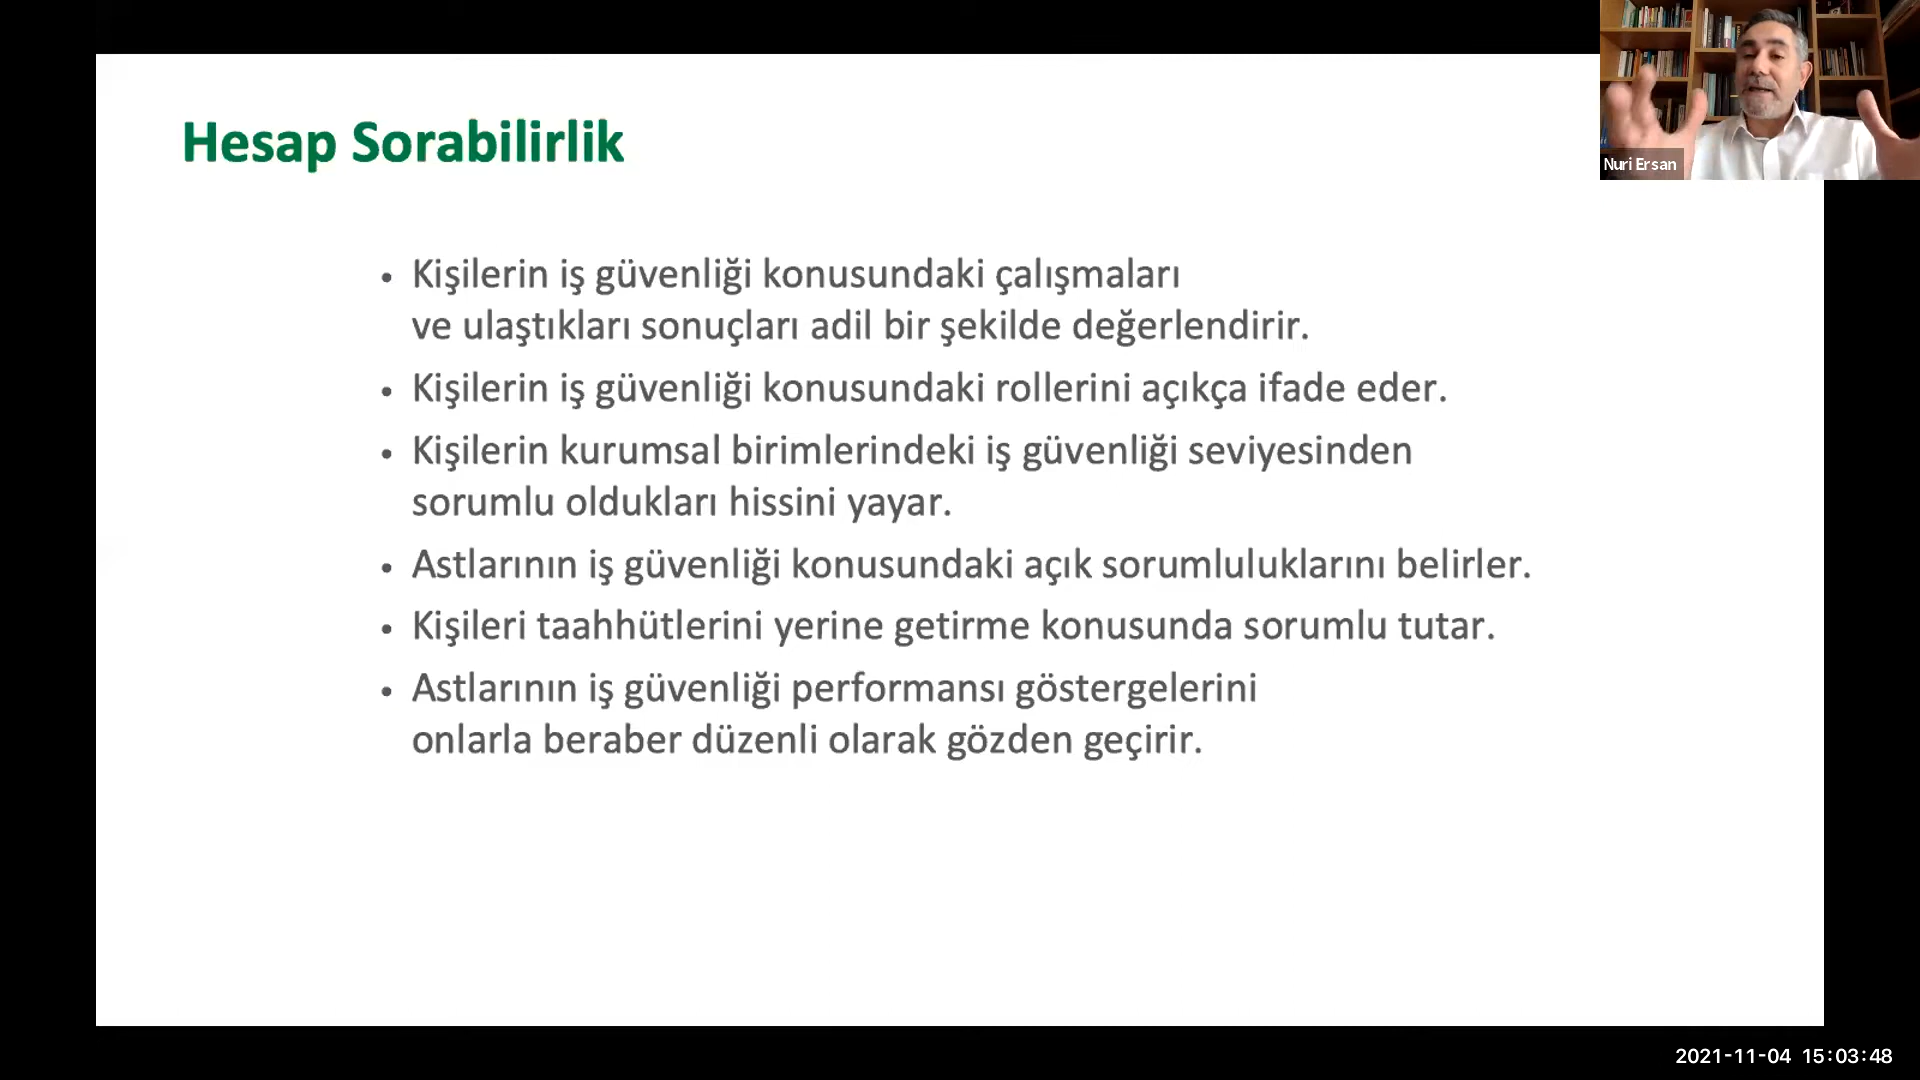 Hesap Sorabilirlik
• Kişilerin iş güvenliği konusundaki çalışmaları
ve ulaştıkları sonuçları adil bir şekilde değerlendirir.
• Kişilerin iş güvenliği konusundaki rollerini açıkça ifade eder.
• Kişilerin kurumsal birimlerindeki iş güvenliği seviyesinden
sorumlu oldukları hissini yayar.
• Astlarının iş güvenliği konusundaki açık sorumluluklarını belirler.
• Kişileri taahhütlerini yerine getirme konusunda sorumlu tutar.
• Astlarının iş güvenliği performansı göstergelerini
onlarla beraber düzenli olarak gözden geçirir.
Nuri Ersan
2021-11-04 15:03:48